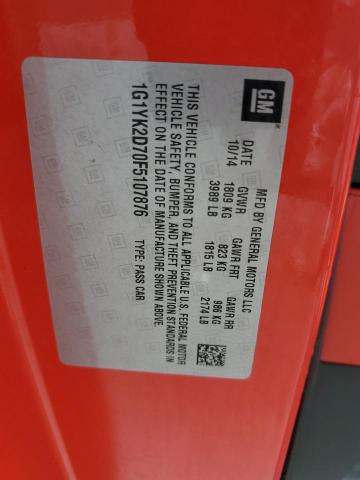 GM
MFD BY GENERAL MOTORS LLC
DATE GVWR GAWR FRT GAWR RR
10/14 1809 KG 823 KG 986 KG
3989 LB 1815 LB 2174 LB
THIS VEHICLE CONFORMS TO ALL APPLICABLE U.S. FEDERAL MOTOR
VEHICLE SAFETY, BUMPER, AND THEFT PREVENTION STANDARDS IN
EFFECT ON THE DATE OF MANUFACTURE SHOWN ABOVE.
1G1YK2D70F5107876 TYPE: PASS CAR